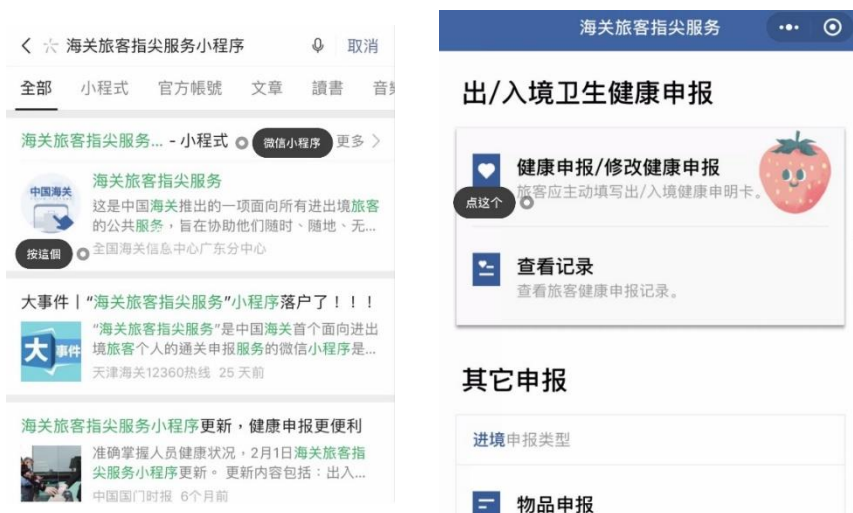 海关旅客指尖服务小程序 取消
全部 小程式 官方帳號 文章 讀書
海关旅客指尖服务... - 小程式 微信小程序 更多
中国海关
海关旅客指尖服务
这是中国海关推出的一项面向所有进出境旅客
的公共服务，旨在协助他们随时、随地、无...
按這個
全国海关信息中心广东分中心
大事件丨“海关旅客指尖服务”小程序落户了！！！
大事件
“海关旅客指尖服务”是中国海关首个面向进出
境旅客个人的通关申报服务的微信小程序是...
天津海关12360热线 25 天前
海关旅客指尖服务小程序更新，健康申报更便利
准确掌握人员健康状况，2月1日海关旅客指
尖服务小程序更新。更新内容包括：出入...
中国国门时报 6个月前
海关旅客指尖服务
出/入境卫生健康申报
健康申报/修改健康申报
旅客应主动填写出/入境健康申明卡。
点这个
查看记录
查看旅客健康申报记录。
其它申报
进境申报类型
物品申报